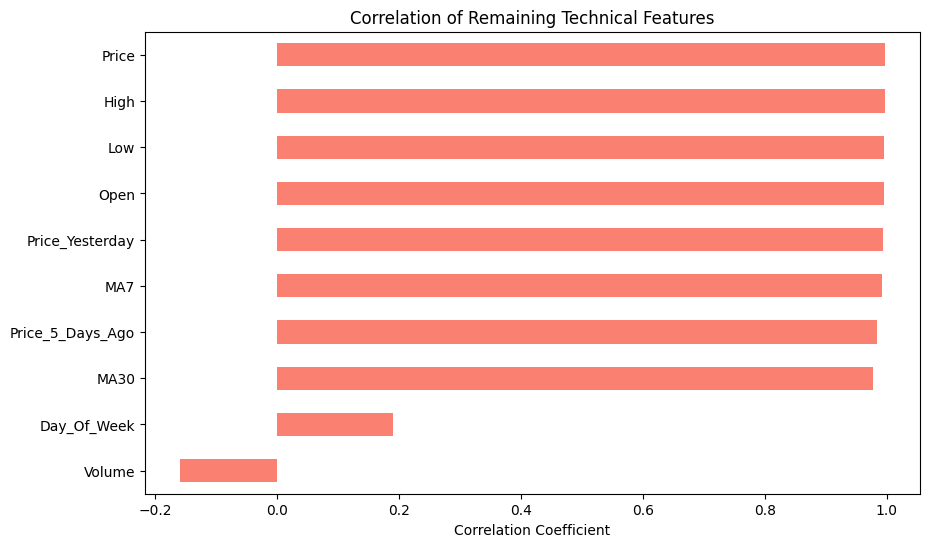 Correlation of Remaining Technical Features
Price
High
Low
Open
Price_Yesterday
MA7
Price_5_Days_Ago
MA30
Day_Of_Week
Volume
−0.2 0.0 0.2 0.4 0.6 0.8 1.0
Correlation Coefficient